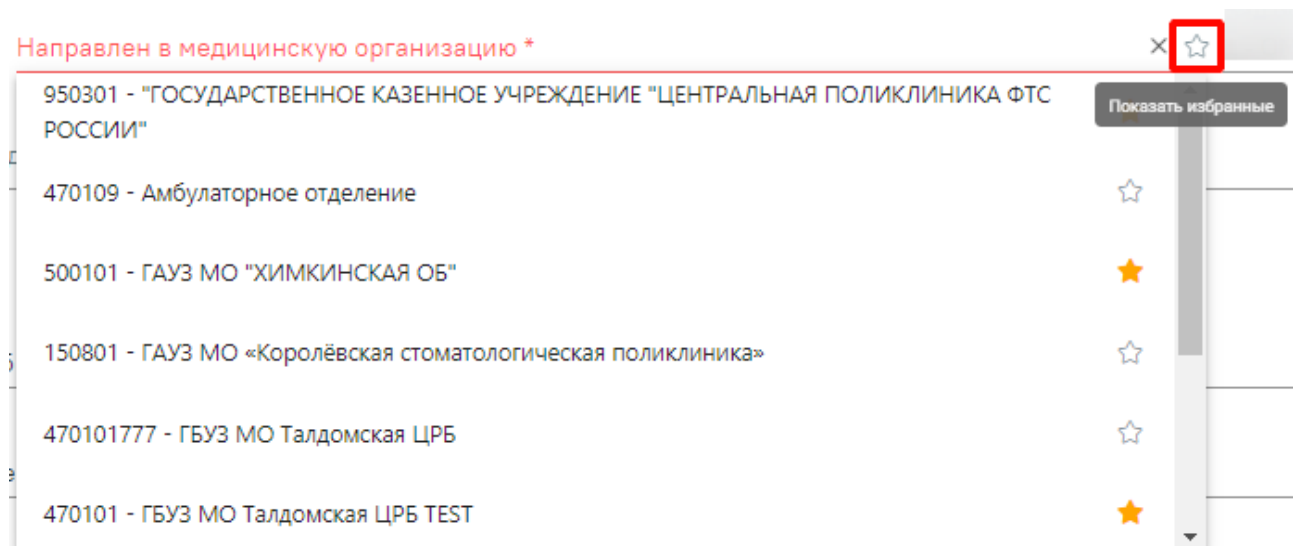 Направлен в медицинскую организацию *
950301 - "ГОСУДАРСТВЕННОЕ КАЗЕННОЕ УЧРЕЖДЕНИЕ "ЦЕНТРАЛЬНАЯ ПОЛИКЛИНИКА ФТС
РОССИИ"
Показать избранные
470109 - Амбулаторное отделение
500101 - ГАУЗ МО "ХИМКИНСКАЯ ОБ"
150801 - ГАУЗ МО «Королёвская стоматологическая поликлиника»
470101777 - ГБУЗ МО Талдомская ЦРБ
470101 - ГБУЗ МО Талдомская ЦРБ TEST